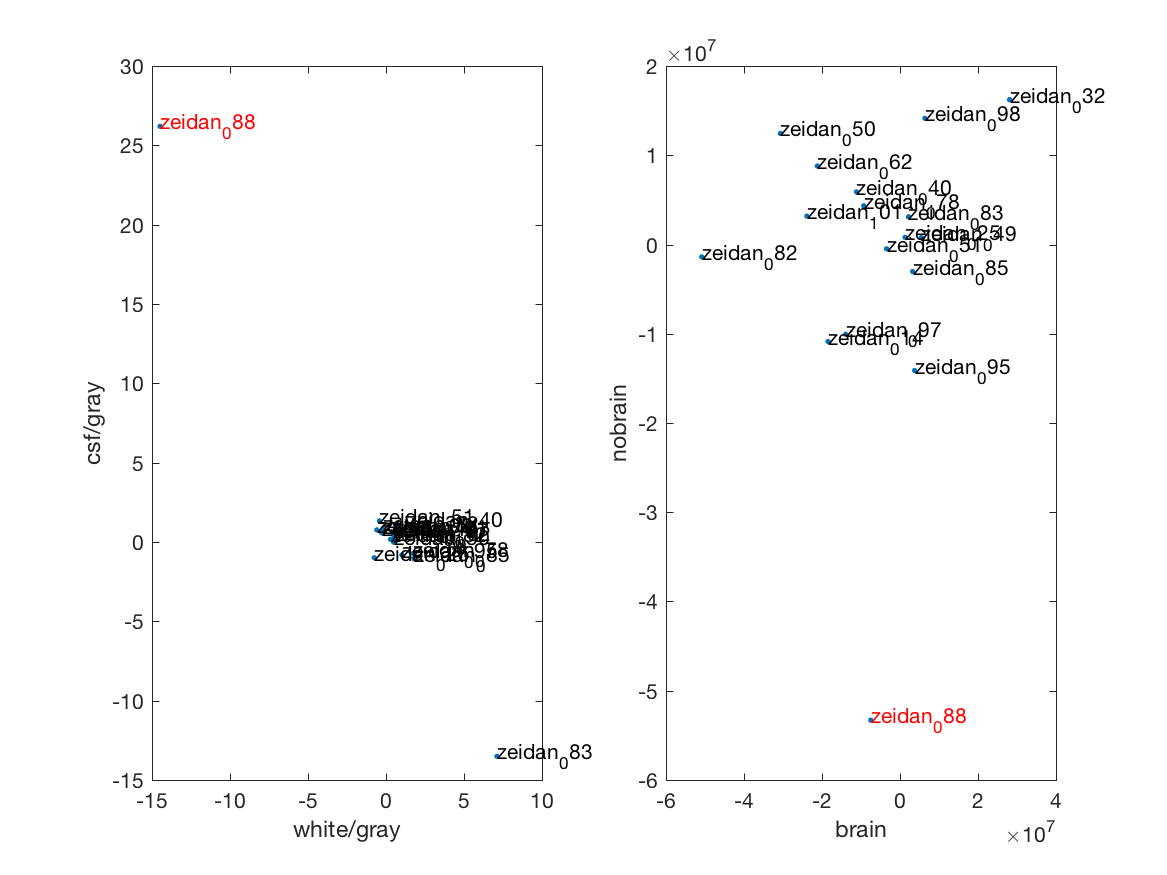 30
25
20
15
10
5
0
-5
-10
-15
csf/gray
-15 -10 -5 0 5 10
white/gray
zeidan₀88
zeidan₀83
2 ×10⁷
1
0
-1
-2
-3
-4
-5
-6
nobrain
-6 -4 -2 0 2 4
brain ×10⁷
zeidan₀32
zeidan₀98
zeidan₀50
zeidan₀62
zeidan₀40
zeidan₀78
zeidan₁01
zeidan₀83
zeidan₀49
zeidan₀51
zeidan₀82
zeidan₀85
zeidan₀97
zeidan₀14
zeidan₀95
zeidan₀88